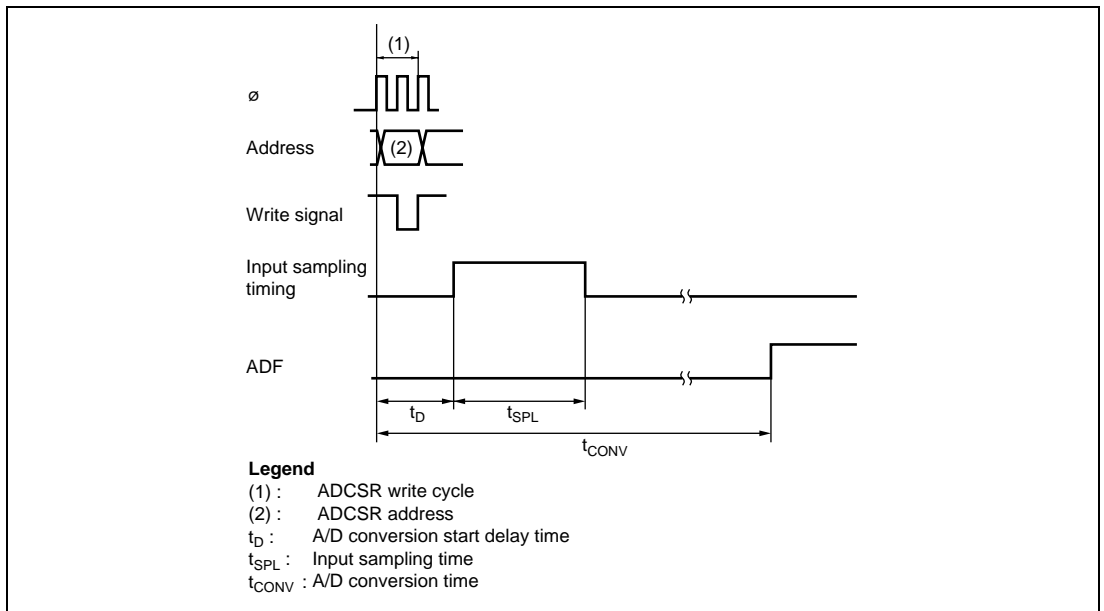 (1)
ø
Address
(2)
Write signal
Input sampling
timing
ADF
tD
tSPL
tCONV
Legend
(1) : ADCSR write cycle
(2) : ADCSR address
tD : A/D conversion start delay time
tSPL : Input sampling time
tCONV : A/D conversion time